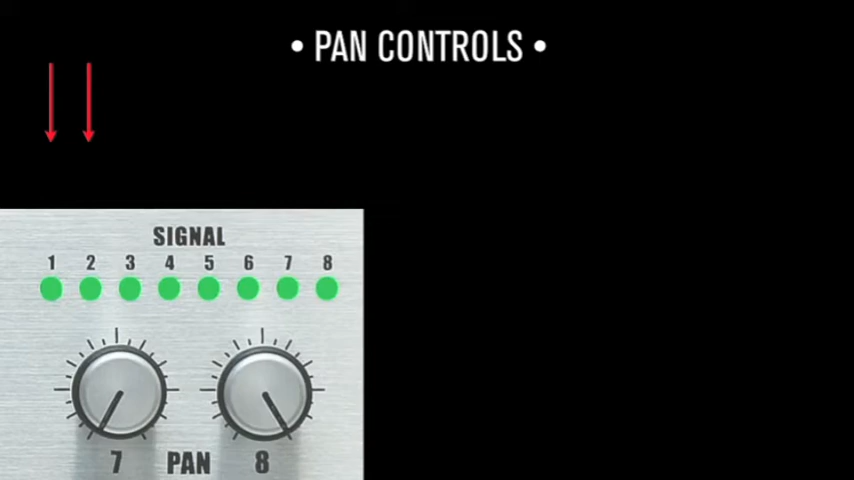 • PAN CONTROLS •
SIGNAL
1 2 3 4 5 6 7 8
7 PAN 8